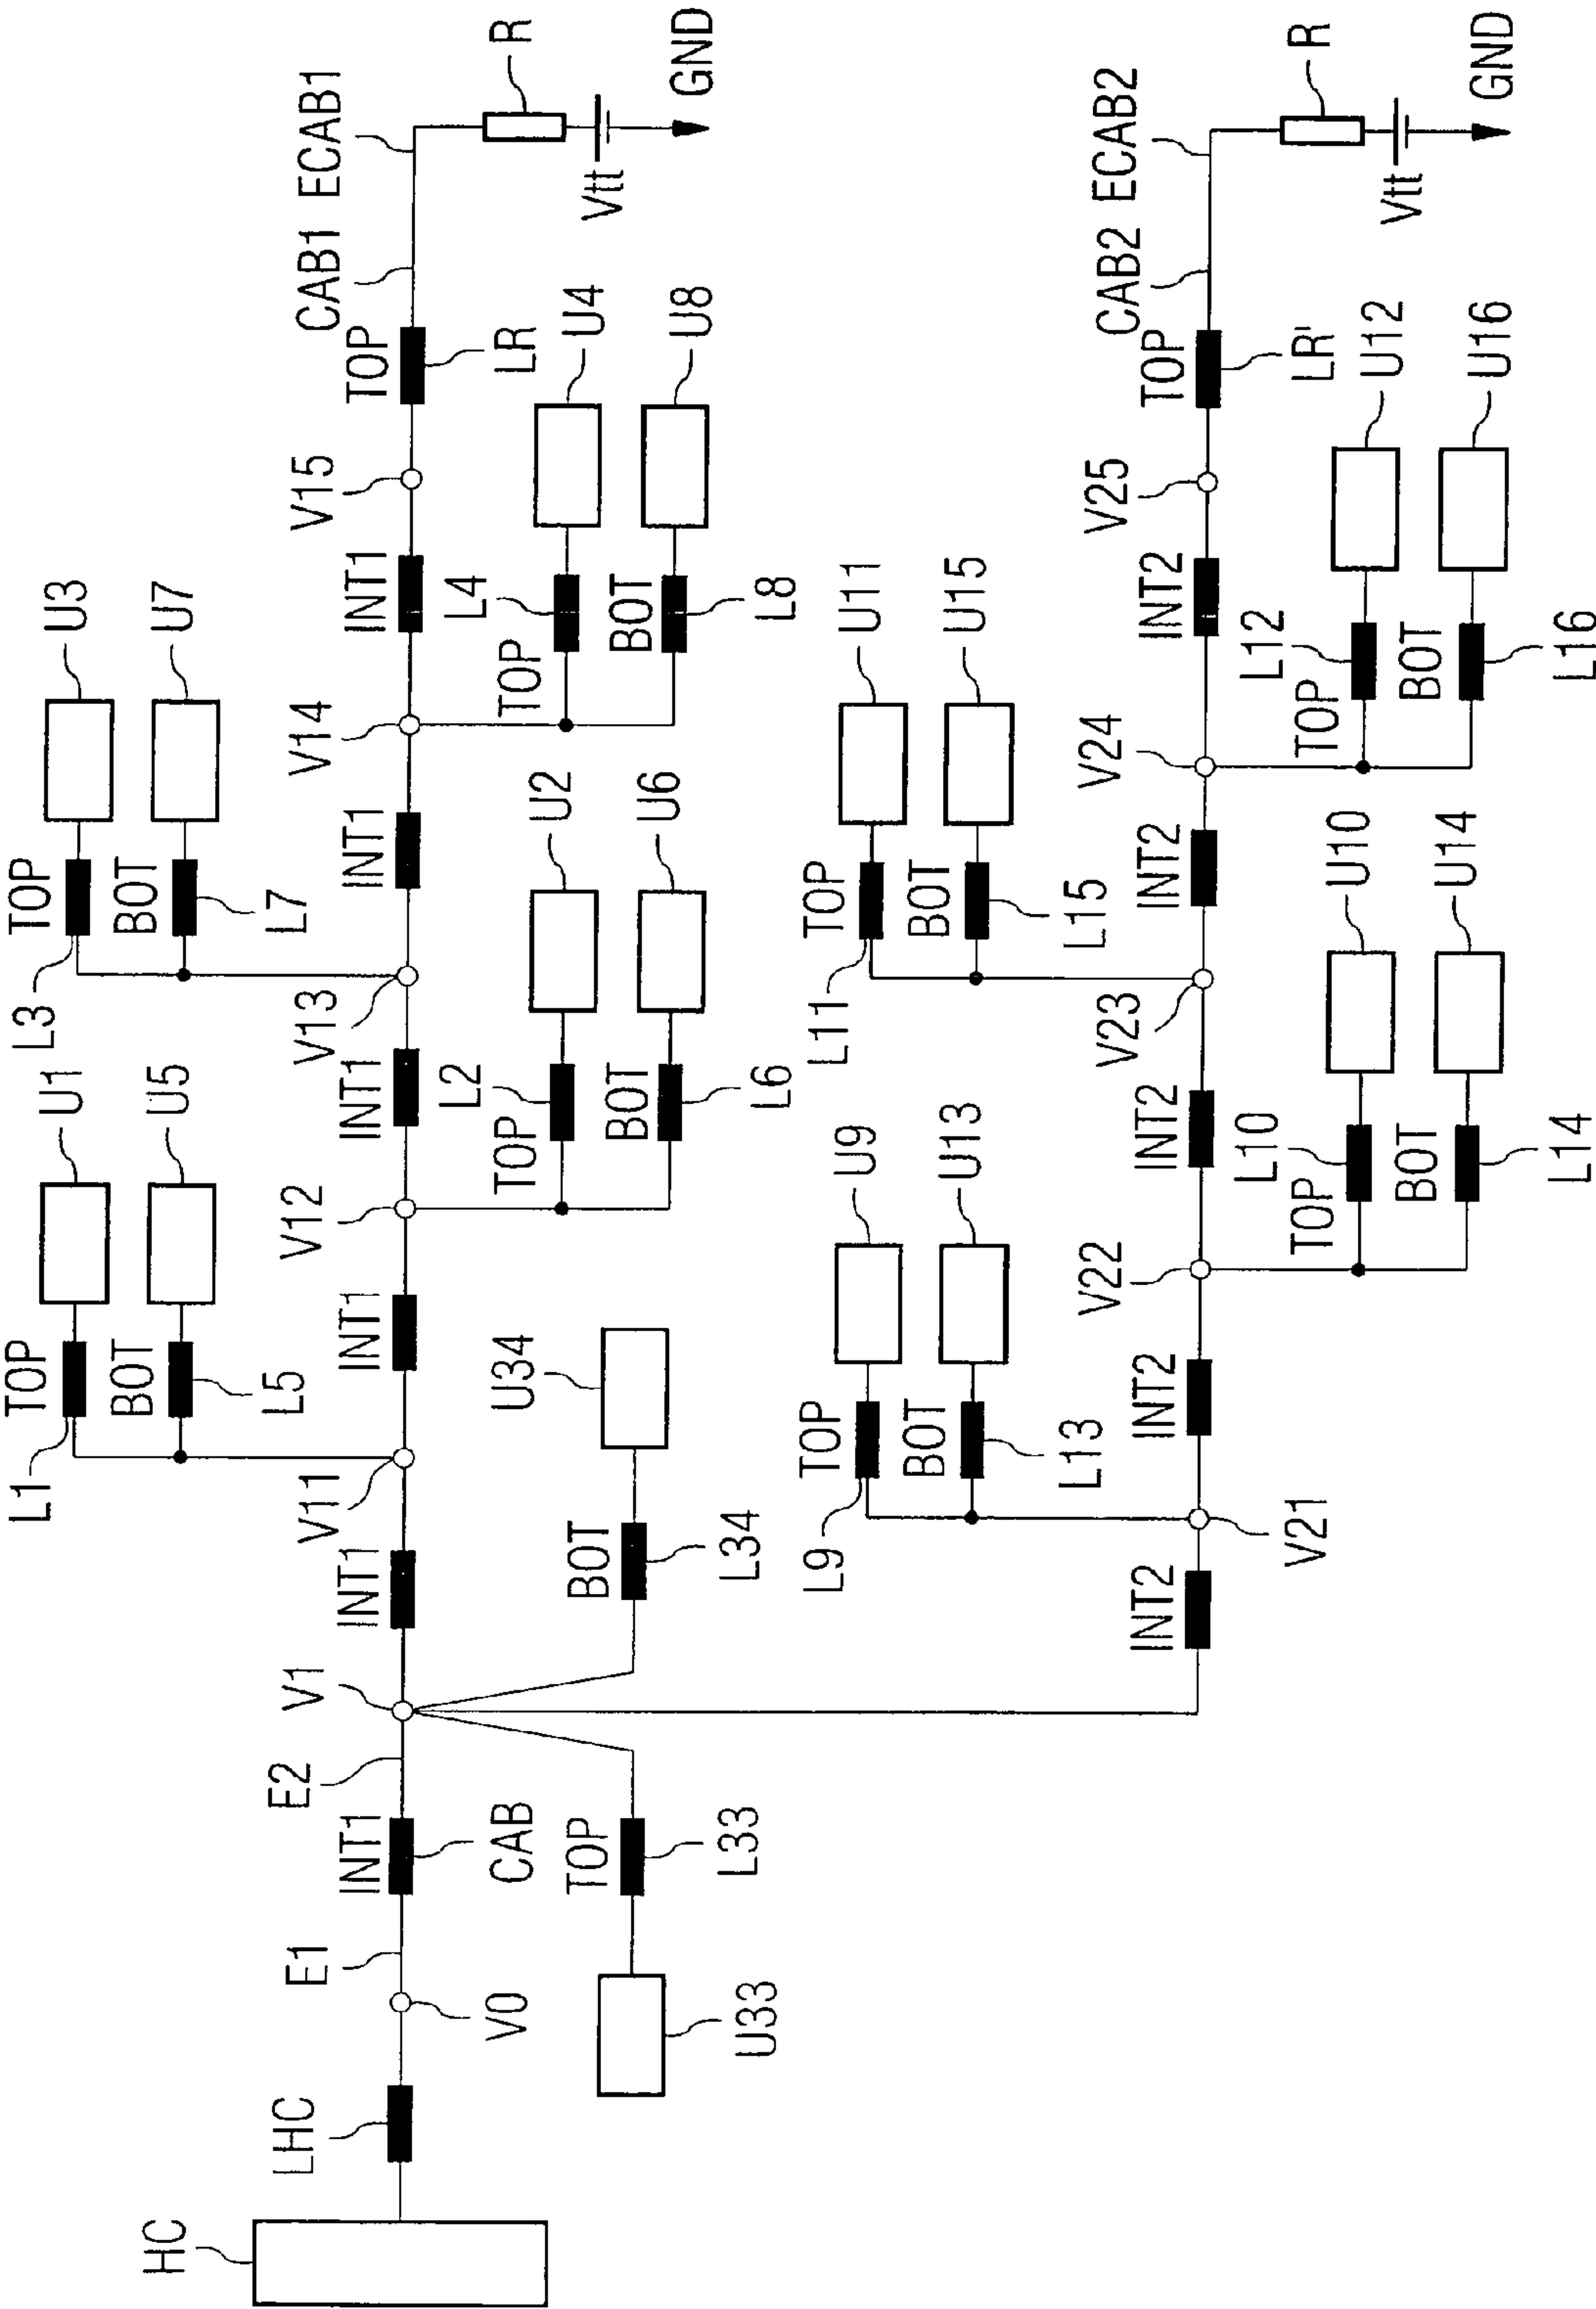 HC
LHC
V0
E1
INT1
CAB
E2
V1
U33
TOP
L33
BOT
L34
U34
INT1
V11
L1
TOP
U1
BOT
L5
U5
INT1
V12
TOP
L2
U2
BOT
L6
U6
INT1
V13
L3
TOP
U3
BOT
L7
U7
INT1
V14
TOP
L4
U4
BOT
L8
U8
INT1
V15
TOP
LR
CAB1
ECAB1
R
Vtt
GND
INT2
V21
L9
TOP
U9
BOT
L13
U13
INT2
V22
TOP
L10
U10
BOT
L14
U14
INT2
V23
L11
TOP
U11
BOT
L15
U15
INT2
V24
TOP
L12
U12
BOT
L16
U16
INT2
V25
TOP
LR'
CAB2
ECAB2
R
Vtt
GND